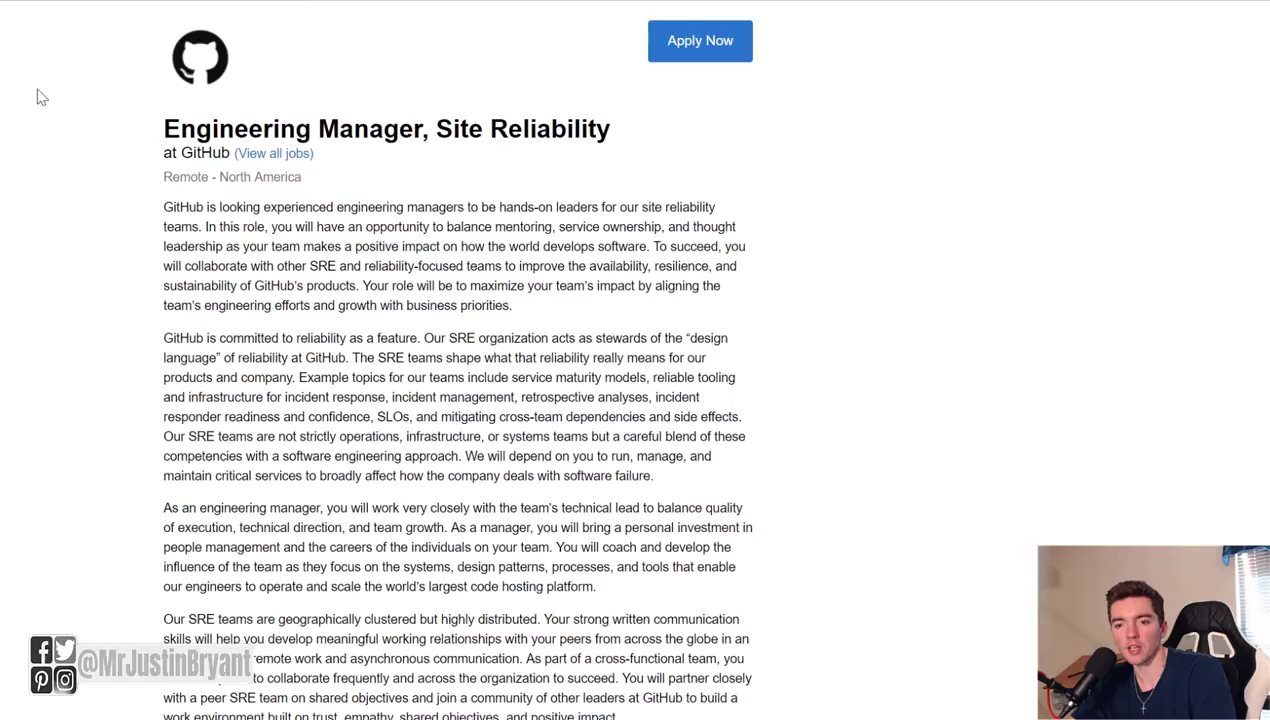 Apply Now
Engineering Manager, Site Reliability
at GitHub (View all jobs)
Remote - North America
GitHub is looking experienced engineering managers to be hands-on leaders for our site reliability
teams. In this role, you will have an opportunity to balance mentoring, service ownership, and thought
leadership as your team makes a positive impact on how the world develops software. To succeed, you
will collaborate with other SRE and reliability-focused teams to improve the availability, resilience, and
sustainability of GitHub's products. Your role will be to maximize your team's impact by aligning the
team's engineering efforts and growth with business priorities.
GitHub is committed to reliability as a feature. Our SRE organization acts as stewards of the “design
language” of reliability at GitHub. The SRE teams shape what that reliability really means for our
products and company. Example topics for our teams include service maturity models, reliable tooling
and infrastructure for incident response, incident management, retrospective analyses, incident
responder readiness and confidence, SLOs, and mitigating cross-team dependencies and side effects.
Our SRE teams are not strictly operations, infrastructure, or systems teams but a careful blend of these
competencies with a software engineering approach. We will depend on you to run, manage, and
maintain critical services to broadly affect how the company deals with software failure.
As an engineering manager, you will work very closely with the team's technical lead to balance quality
of execution, technical direction, and team growth. As a manager, you will bring a personal investment in
people management and the careers of the individuals on your team. You will coach and develop the
influence of the team as they focus on the systems, design patterns, processes, and tools that enable
our engineers to operate and scale the world's largest code hosting platform.
Our SRE teams are geographically clustered but highly distributed. Your strong written communication
skills will help you develop meaningful working relationships with your peers from across the globe in an
remote work and asynchronous communication. As part of a cross-functional team, you
to collaborate frequently and across the organization to succeed. You will partner closely
with a peer SRE team on shared objectives and join a community of other leaders at GitHub to build a
work environment built on trust, empathy, shared objectives, and positive impact.
@MrJustinBryant